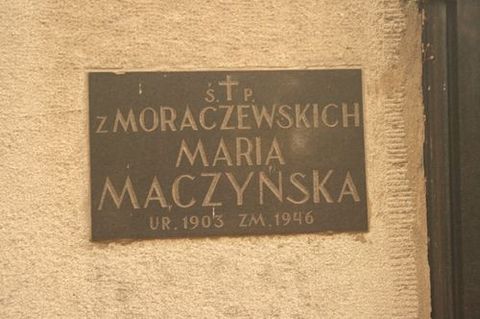 Ś.†P.
Z MORACZEWSKICH
MARIA
MĄCZYŃSKA
UR. 1903 ZM. 1946